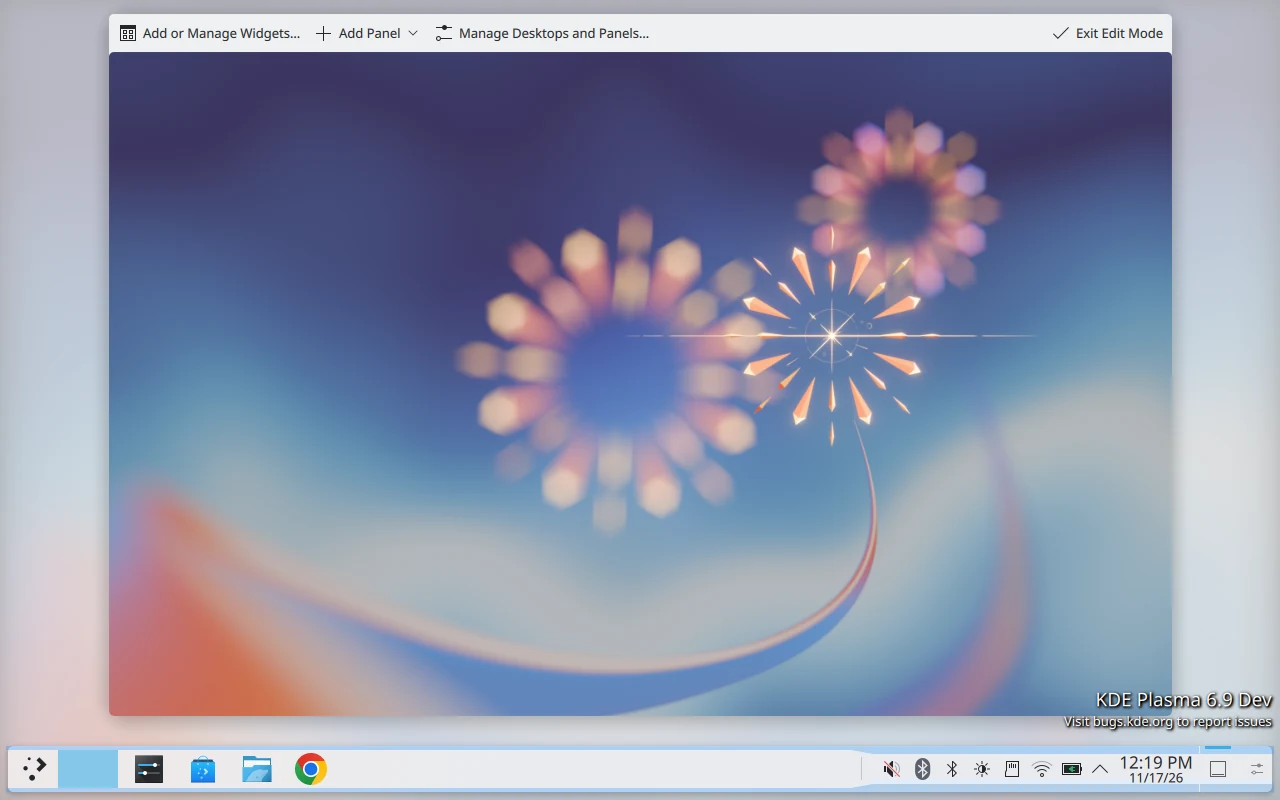 Add or Manage Widgets...
Add Panel
Manage Desktops and Panels...
Exit Edit Mode
KDE Plasma 6.9 Dev
Visit bugs.kde.org to report issues
12:19 PM
11/17/26